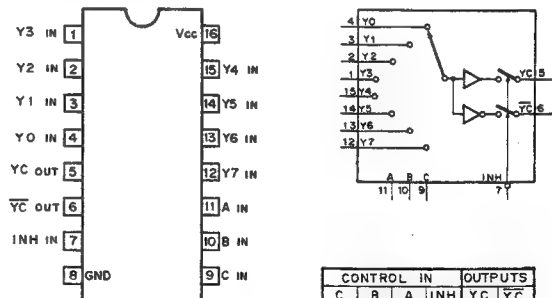 Y3 IN 1
Y2 IN 2
Y1 IN 3
Y0 IN 4
YC OUT 5
Y̅C̅ OUT 6
INH IN 7
8 GND
Vcc 16
15 Y4 IN
14 Y5 IN
13 Y6 IN
12 Y7 IN
11 A IN
10 B IN
9 C IN
4 Y0
3 Y1
2 Y2
1 Y3
15 Y4
14 Y5
13 Y6
12 Y7
YC 5
Y̅C̅ 6
A B C INH
11 10 9 7
CONTROL IN OUTPUTS
C B A INH YC Y̅C̅